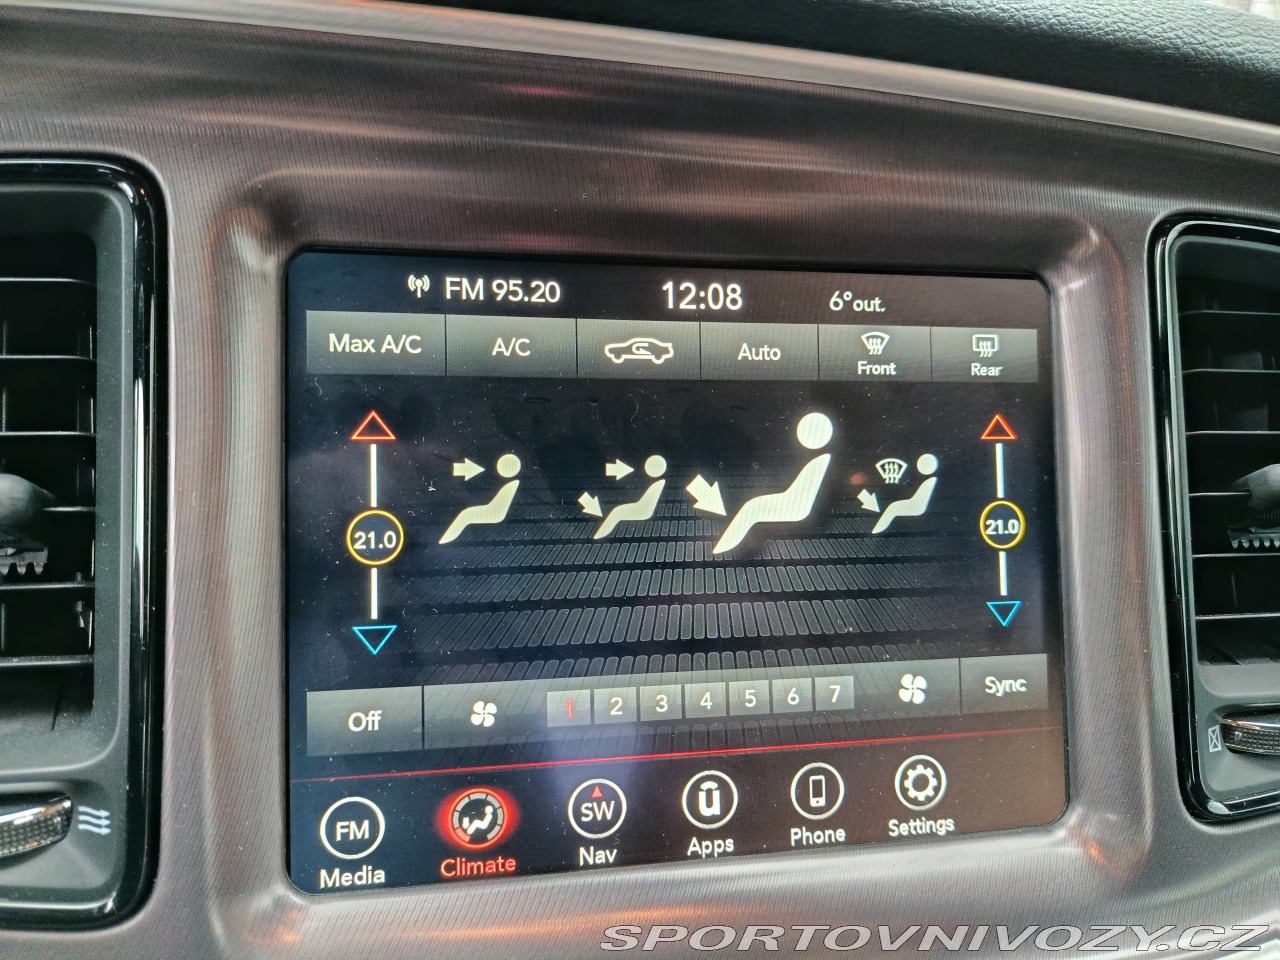 FM 95.20 12:08 6°out.
Max A/C A/C Auto Front Rear
21.0 21.0
Off 1 2 3 4 5 6 7 Sync
FM SW
Media Climate Nav Apps Phone Settings
SPORTOVNIVOZY.CZ